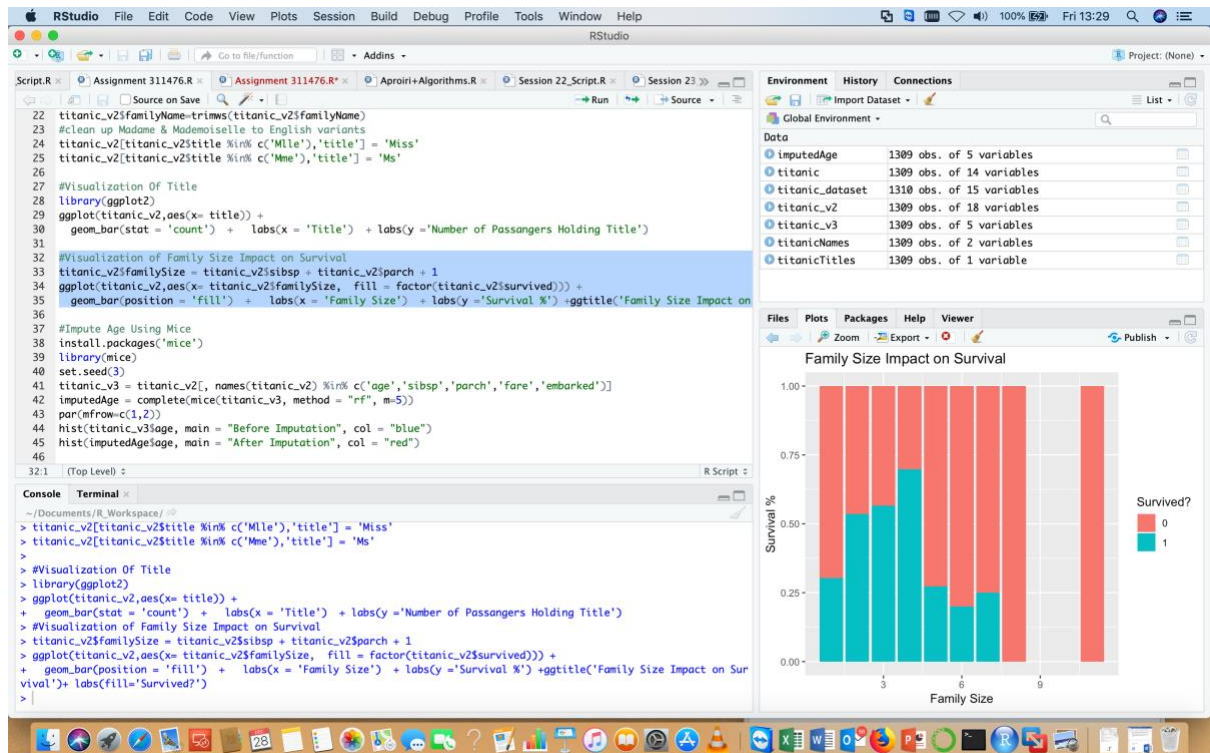 RStudio File Edit Code View Plots Session Build Debug Profile Tools Window Help 100% Fri 13:29
RStudio
Go to file/function Addins Project: (None)
Script.R Assignment 311476.R Assignment 311476.R* Aproiri+Algorithms.R Session 22_Script.R Session 23
Source on Save Run Source
22 titanic_v2$familyName=trimws(titanic_v2$familyName)
23 #clean up Madame & Mademoiselle to English variants
24 titanic_v2[titanic_v2$title %in% c('Mlle'),'title'] = 'Miss'
25 titanic_v2[titanic_v2$title %in% c('Mme'),'title'] = 'Ms'
26
27 #Visualization Of Title
28 library(ggplot2)
29 ggplot(titanic_v2,aes(x= title)) +
30 geom_bar(stat = 'count') + labs(x = 'Title') + labs(y ='Number of Passangers Holding Title')
31
32 #Visualization of Family Size Impact on Survival
33 titanic_v2$familySize = titanic_v2$sibsp + titanic_v2$parch + 1
34 ggplot(titanic_v2,aes(x= titanic_v2$familySize, fill = factor(titanic_v2$survived))) +
35 geom_bar(position = 'fill') + labs(x = 'Family Size') + labs(y ='Survival %') +ggtitle('Family Size Impact on
36
37 #Impute Age Using Mice
38 install.packages('mice')
39 library(mice)
40 set.seed(3)
41 titanic_v3 = titanic_v2[, names(titanic_v2) %in% c('age','sibsp','parch','fare','embarked')]
42 imputedAge = complete(mice(titanic_v3, method = "rf", m=5))
43 par(mfrow=c(1,2))
44 hist(titanic_v3$age, main = "Before Imputation", col = "blue")
45 hist(imputedAge$age, main = "After Imputation", col = "red")
46
32:1 (Top Level) R Script
Console Terminal
~/Documents/R_Workspace/
> titanic_v2[titanic_v2$title %in% c('Mlle'),'title'] = 'Miss'
> titanic_v2[titanic_v2$title %in% c('Mme'),'title'] = 'Ms'
>
> #Visualization Of Title
> library(ggplot2)
> ggplot(titanic_v2,aes(x= title)) +
+ geom_bar(stat = 'count') + labs(x = 'Title') + labs(y ='Number of Passangers Holding Title')
> #Visualization of Family Size Impact on Survival
> titanic_v2$familySize = titanic_v2$sibsp + titanic_v2$parch + 1
> ggplot(titanic_v2,aes(x= titanic_v2$familySize, fill = factor(titanic_v2$survived))) +
+ geom_bar(position = 'fill') + labs(x = 'Family Size') + labs(y ='Survival %') +ggtitle('Family Size Impact on Sur
vival')+ labs(fill='Survived?')
>
Environment History Connections
Import Dataset List
Global Environment
Data
imputedAge 1309 obs. of 5 variables
titanic 1309 obs. of 14 variables
titanic_dataset 1310 obs. of 15 variables
titanic_v2 1309 obs. of 18 variables
titanic_v3 1309 obs. of 5 variables
titanicNames 1309 obs. of 2 variables
titanicTitles 1309 obs. of 1 variable
Files Plots Packages Help Viewer
Zoom Export Publish
Family Size Impact on Survival
1.00
0.75
0.50
0.25
0.00
Survival %
3 6 9
Family Size
Survived?
0
1
28